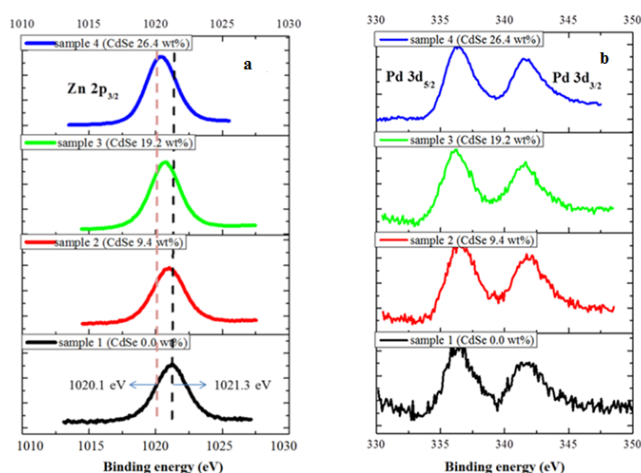 1010 1015 1020 1025 1030
sample 4 (CdSe 26.4 wt%)
a
Zn 2p3/2
sample 3 (CdSe 19.2 wt%)
sample 2 (CdSe 9.4 wt%)
sample 1 (CdSe 0.0 wt%)
1020.1 eV
1021.3 eV
1010 1015 1020 1025 1030
Binding energy (eV)
330 335 340 345 350
sample 4 (CdSe 26.4 wt%)
b
Pd 3d5/2
Pd 3d3/2
sample 3 (CdSe 19.2 wt%)
sample 2 (CdSe 9.4 wt%)
sample 1 (CdSe 0.0 wt%)
330 335 340 345 350
Binding energy (eV)